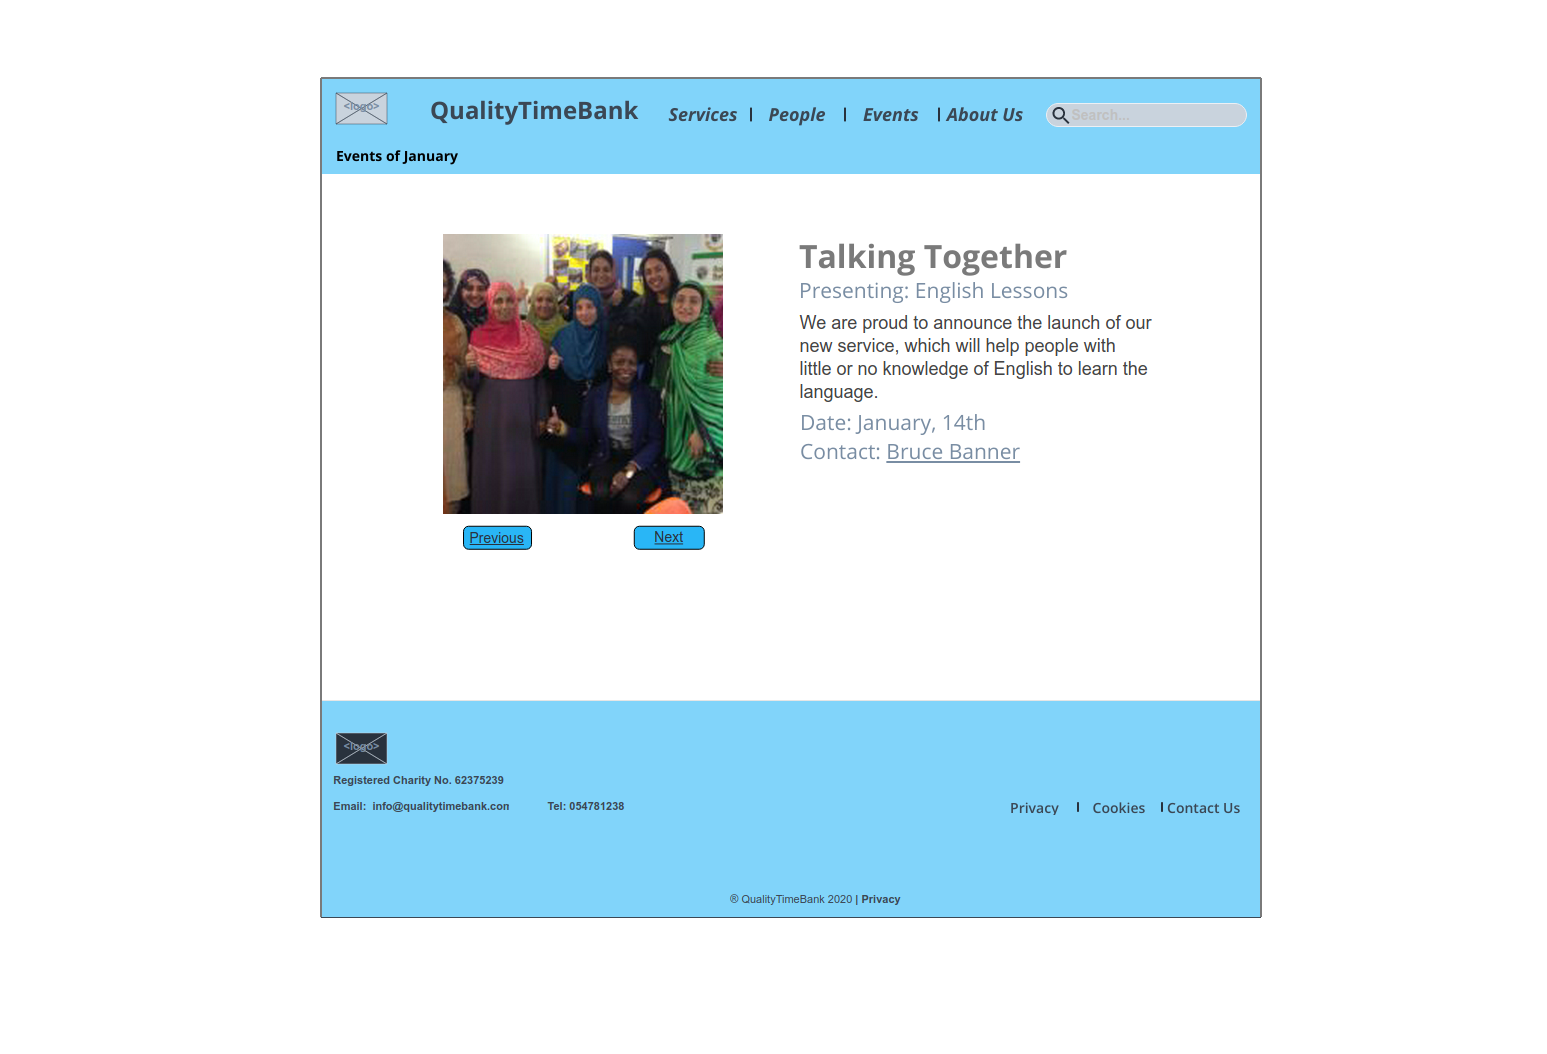 <logo>
QualityTimeBank
Services | People | Events | About Us
Search...
Events of January
Talking Together
Presenting: English Lessons
We are proud to announce the launch of our
new service, which will help people with
little or no knowledge of English to learn the
language.
Date: January, 14th
Contact: Bruce Banner
Previous
Next
<logo>
Registered Charity No. 62375239
Email: info@qualitytimebank.con
Tel: 054781238
Privacy | Cookies | Contact Us
® QualityTimeBank 2020 | Privacy